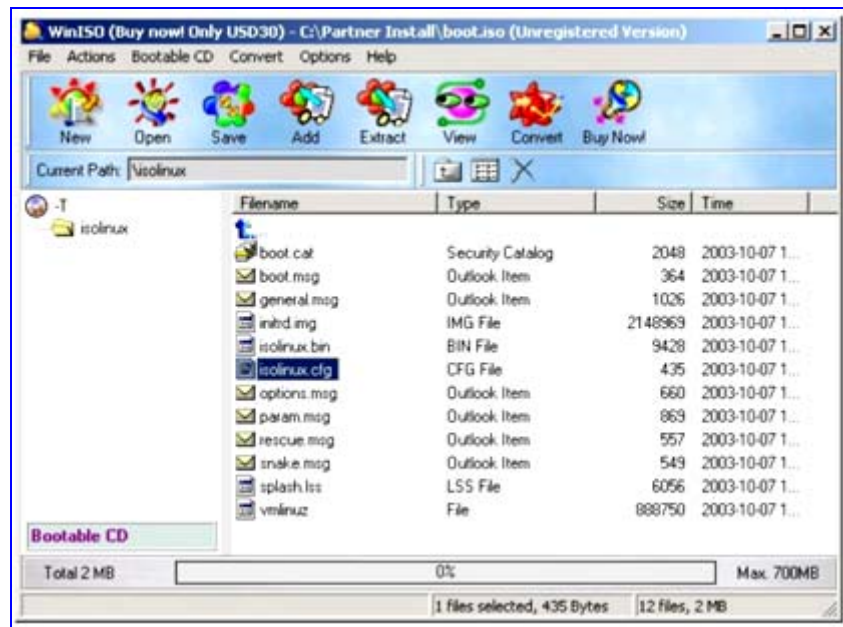 WinISO (Buy now! Only USD30) - C:\Partner Install\boot.iso (Unregistered Version)
File Actions Bootable CD Convert Options Help
New Open Save Add Extract View Convert Buy Now!
Current Path: \isolinux
-T
isolinux
Filename Type Size Time
boot.cat Security Catalog 2048 2003-10-07 1...
boot.msg Outlook Item 364 2003-10-07 1...
general.msg Outlook Item 1026 2003-10-07 1...
initrd.img IMG File 2148969 2003-10-07 1...
isolinux.bin BIN File 9428 2003-10-07 1...
isolinux.cfg CFG File 435 2003-10-07 1...
options.msg Outlook Item 660 2003-10-07 1...
param.msg Outlook Item 869 2003-10-07 1...
rescue.msg Outlook Item 557 2003-10-07 1...
snake.msg Outlook Item 549 2003-10-07 1...
splash.lss LSS File 6056 2003-10-07 1...
vmlinuz File 888750 2003-10-07 1...
Bootable CD
Total 2 MB 0% Max. 700MB
1 files selected, 435 Bytes 12 files, 2 MB